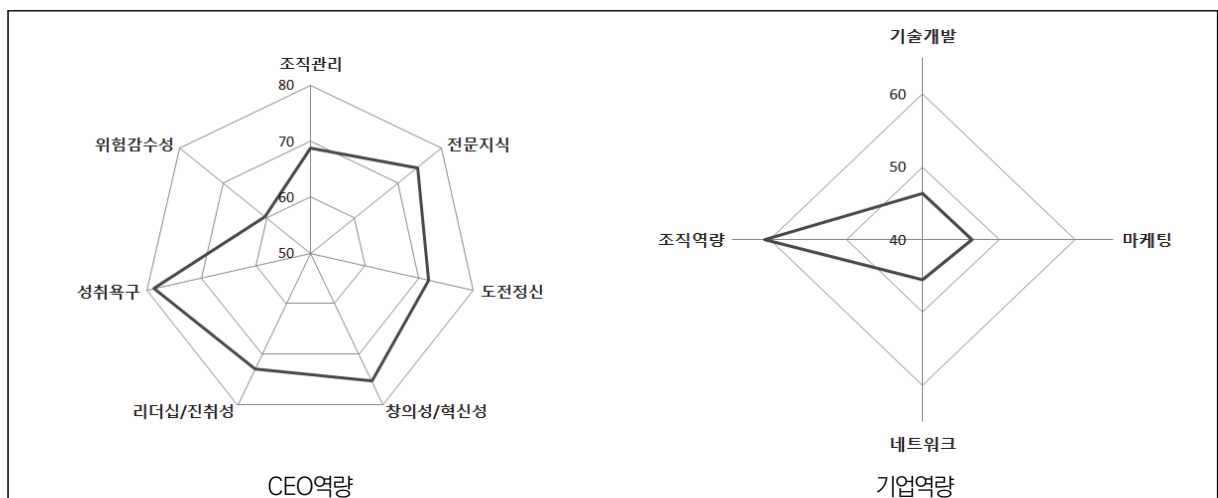 조직관리
80
70
60
50
전문지식
도전정신
창의성/혁신성
리더십/진취성
성취욕구
위험감수성
CEO역량
기술개발
60
50
40
마케팅
네트워크
조직역량
기업역량